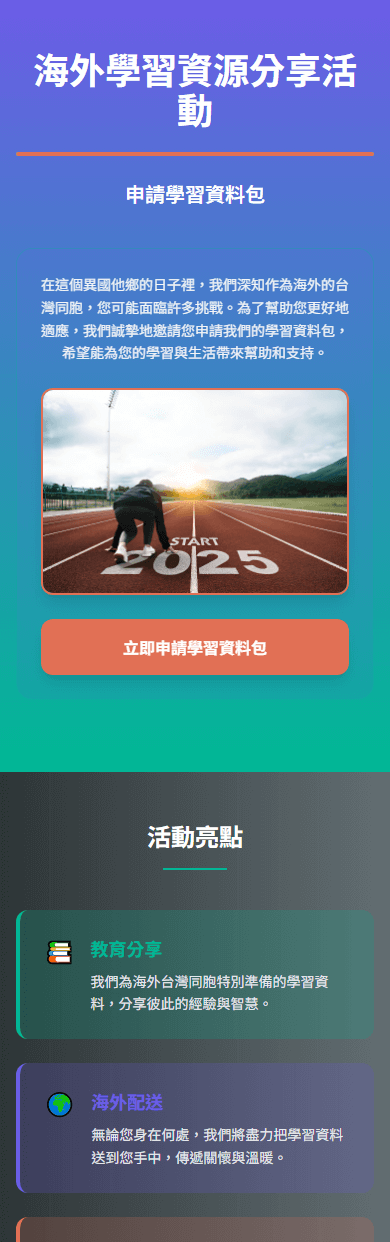 海外學習資源分享活
動
申請學習資料包
在這個異國他鄉的日子裡，我們深知作為海外的台
灣同胞，您可能面臨許多挑戰。為了幫助您更好地
適應，我們誠摯地邀請您申請我們的學習資料包，
希望能為您的學習與生活帶來幫助和支持。
START
2025
立即申請學習資料包
活動亮點
教育分享
我們為海外台灣同胞特別準備的學習資
料，分享彼此的經驗與智慧。
海外配送
無論您身在何處，我們將盡力把學習資料
送到您手中，傳遞關懷與溫暖。